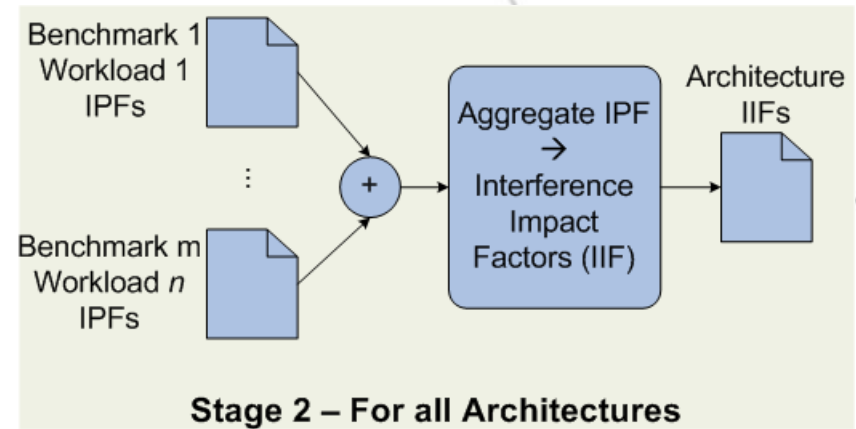 Benchmark 1
Workload 1
IPFs
⋮
Benchmark m
Workload n
IPFs
+
Aggregate IPF
→
Interference
Impact
Factors (IIF)
Architecture
IIFs
Stage 2 – For all Architectures